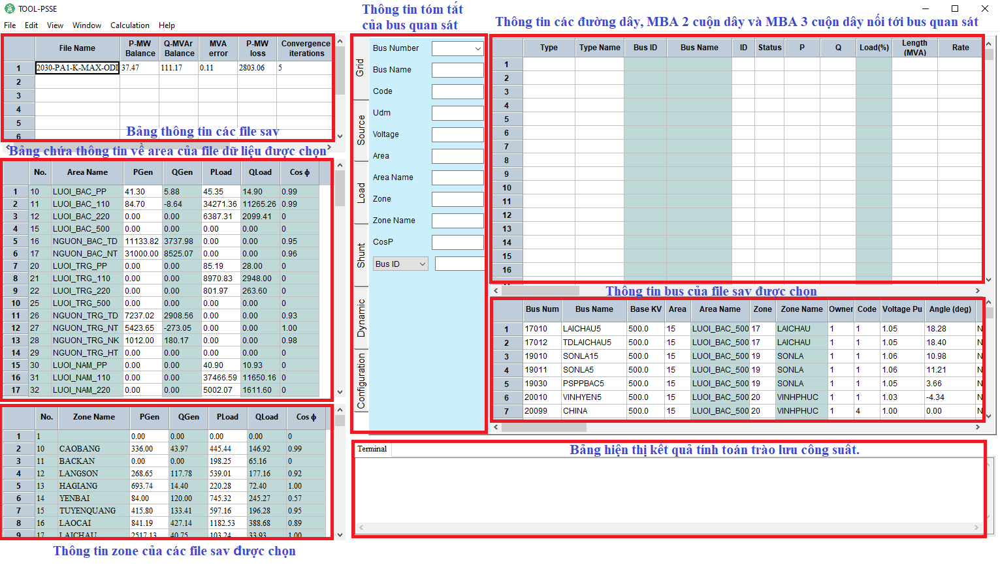 TOOL-PSSE
File Edit View Window Calculation Help
Thông tin tóm tắt
của bus quan sát
Thông tin các đường dây, MBA 2 cuộn dây và MBA 3 cuộn dây nối tới bus quan sát
File Name P-MW Balance Q-MVAr Balance MVA error P-MW loss Convergence iterations
1 2030-PA1-K-MAX-ODI 37.47 111.17 0.11 2803.06 5
2
3
4
5
6
Bảng thông tin các file sav
Bảng chứa thông tin về area của file dữ liệu được chọn
No. Area Name PGen QGen PLoad QLoad Cos ϕ
1 10 LUOI_BAC_PP 41.30 5.88 45.35 14.90 0.99
2 11 LUOI_BAC_110 84.70 -8.64 34271.36 11265.26 0.99
3 12 LUOI_BAC_220 0.00 0.00 6387.31 2099.41 0
4 15 LUOI_BAC_500 0.00 0.00 0.00 0.00 0
5 16 NGUON_BAC_TD 11133.82 3737.98 0.00 0.00 0.95
6 17 NGUON_BAC_NT 31000.00 8525.07 0.00 0.00 0.96
7 20 LUOI_TRG_PP 0.00 0.00 85.19 28.00 0
8 21 LUOI_TRG_110 0.00 0.00 8970.83 2948.00 0
9 22 LUOI_TRG_220 0.00 0.00 801.97 263.60 0
10 25 LUOI_TRG_500 0.00 0.00 0.00 0.00 0
11 26 NGUON_TRG_TD 7237.02 2908.56 0.00 0.00 0.93
12 27 NGUON_TRG_NT 5423.65 -273.05 0.00 0.00 1.00
13 28 NGUON_TRG_NK 1012.00 180.17 0.00 0.00 0.98
14 29 NGUON_TRG_HT 0.00 0.00 0.00 0.00 0
15 30 LUOI_NAM_PP 0.00 0.00 40.90 10.93 0
16 31 LUOI_NAM_110 0.00 0.00 37466.59 11650.16 0
17 32 LUOI_NAM_220 0.00 0.00 5002.07 1611.60 0
No. Zone Name PGen QGen PLoad QLoad Cos ϕ
1 1 0.00 0.00 0.00 0.00 0
2 10 CAOBANG 336.00 43.97 445.44 146.92 0.99
3 11 BACKAN 0.00 0.00 198.25 65.16 0
4 12 LANGSON 268.65 117.78 539.01 177.16 0.92
5 13 HAGIANG 693.74 14.40 220.28 72.40 1.00
6 14 YENBAI 84.00 120.00 745.32 245.27 0.57
7 15 TUYENQUANG 415.80 133.41 597.16 196.28 0.95
8 16 LAOCAI 841.19 427.14 1182.53 388.68 0.89
9 17 LAICHAU 2517.13 40.75 103.24 33.93 1.00
Thông tin zone của các file sav được chọn
Grid
Source
Load
Shunt
Dynamic
Configuration
Bus Number
Bus Name
Code
Udm
Voltage
Area
Area Name
Zone
Zone Name
CosP
Bus ID
Type Type Name Bus ID Bus Name ID Status P Q Load(%) Length (MVA) Rate
1
2
3
4
5
6
7
8
9
10
11
12
13
14
15
16
Thông tin bus của file sav được chọn
Bus Num Bus Name Base KV Area Area Name Zone Zone Name Owner Code Voltage Pu Angle (deg)
1 17010 LAICHAU5 500.0 15 LUOI_BAC_500 17 LAICHAU 1 1 1.05 18.28 N
2 17012 TDLAICHAU5 500.0 15 LUOI_BAC_500 17 LAICHAU 1 1 1.05 18.40 N
3 19010 SONLA15 500.0 15 LUOI_BAC_500 19 SONLA 1 1 1.06 10.98 N
4 19011 SONLA5 500.0 15 LUOI_BAC_500 19 SONLA 1 1 1.06 11.21 N
5 19030 PSPPBAC5 500.0 15 LUOI_BAC_500 19 SONLA 1 1 1.05 3.66 N
6 20010 VINHYEN5 500.0 15 LUOI_BAC_500 20 VINHPHUC 1 1 1.03 -4.34 N
7 20099 CHINA 500.0 15 LUOI_BAC_500 20 VINHPHUC 1 4 1.00 0.00 N
Terminal
Bảng hiện thị kết quả tính toán trào lưu công suất.